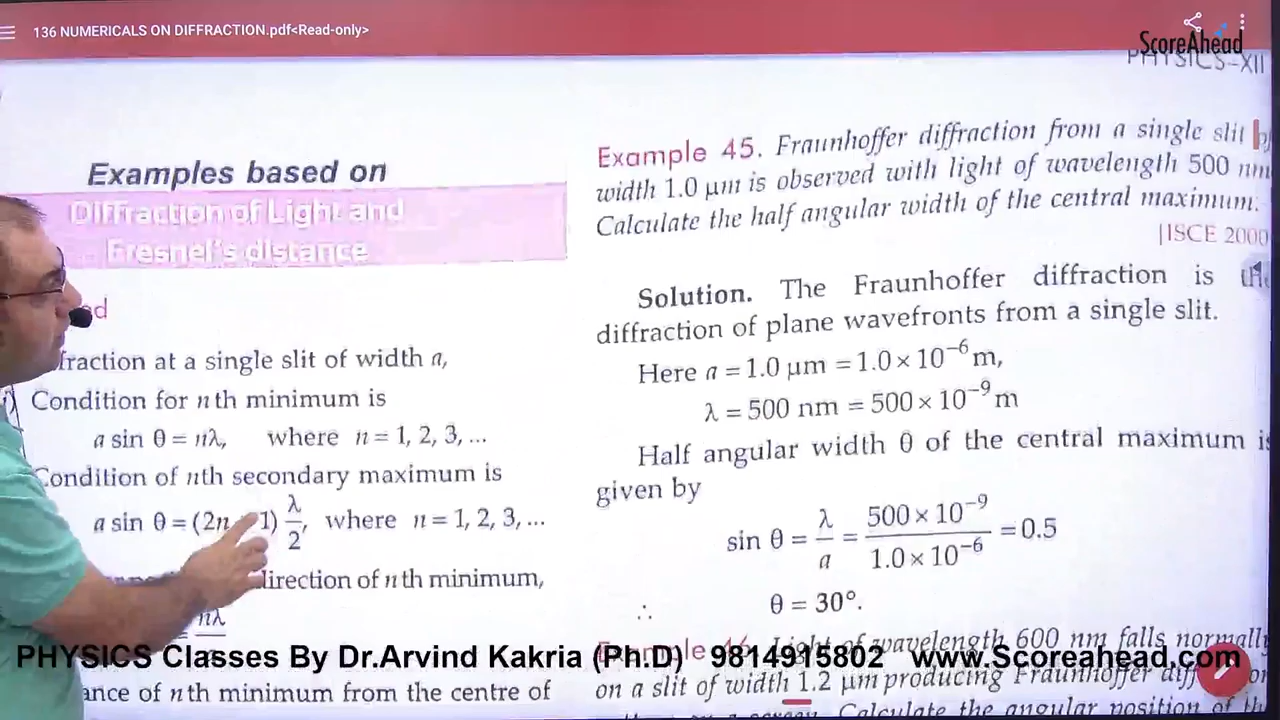 136 NUMERICALS ON DIFFRACTION.pdf<Read-only>
ScoreAhead
PHYSICS-XII
Examples based on
Diffraction of Light and
Fresnel's distance
fraction at a single slit of width a,
Condition for nth minimum is
a sin θ = nλ, where n = 1, 2, 3, ...
Condition of nth secondary maximum is
a sin θ = (2n 1) λ/2, where n = 1, 2, 3, ...
direction of nth minimum,
nλ
ance of nth minimum from the centre of
Example 45. Fraunhoffer diffraction from a single slit
width 1.0 μm is observed with light of wavelength 500 nm
Calculate the half angular width of the central maximum.
[ISCE 2000
Solution. The Fraunhoffer diffraction is
diffraction of plane wavefronts from a single slit.
Here a = 1.0 μm = 1.0 × 10⁻⁶ m,
λ = 500 nm = 500 × 10⁻⁹ m
Half angular width θ of the central maximum is
given by
sin θ = λ/a = 500 × 10⁻⁹ / 1.0 × 10⁻⁶ = 0.5
∴ θ = 30°.
Light of wavelength 600 nm falls normally
on a slit of width 1.2 μm producing Fraunhoffer
Calculate the angular position of
PHYSICS Classes By Dr.Arvind Kakria (Ph.D) 9814915802 www.Scoreahead.com